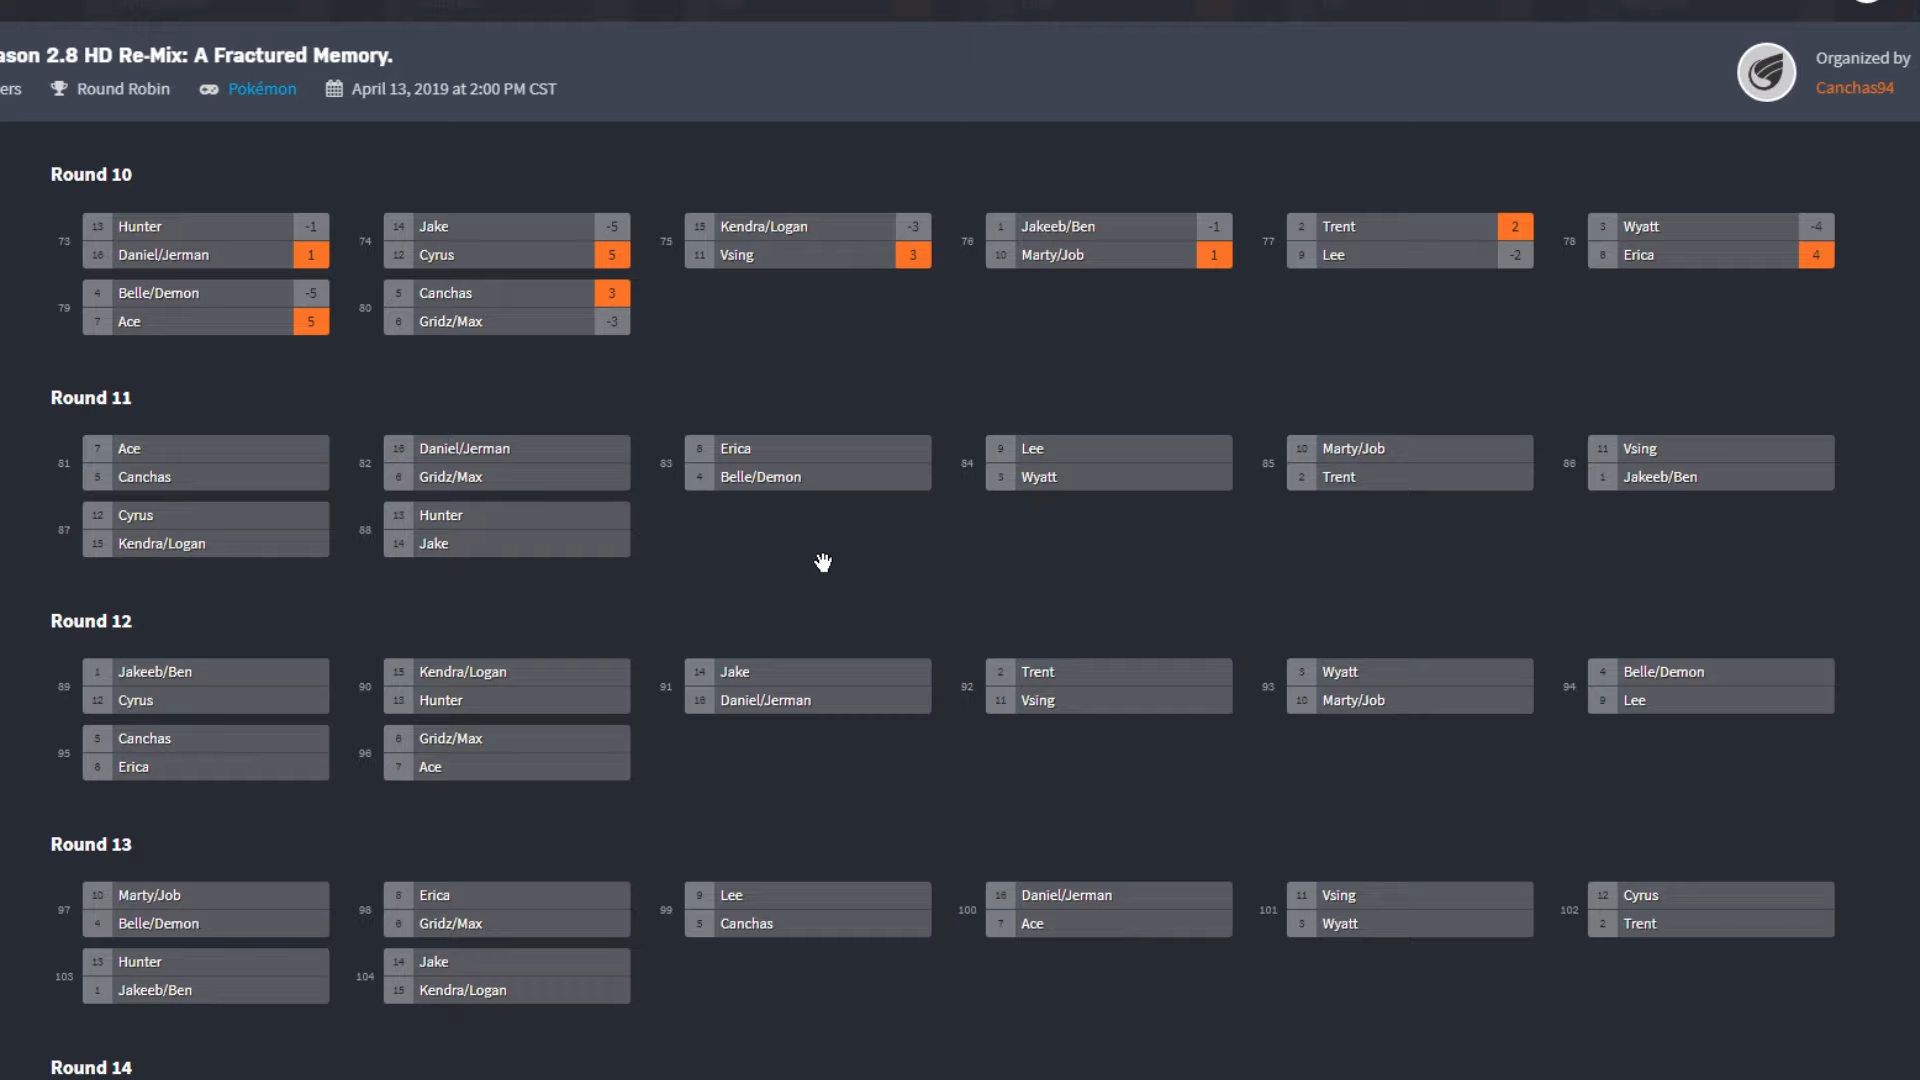 ason 2.8 HD Re-Mix: A Fractured Memory.
ers Round Robin Pokémon April 13, 2019 at 2:00 PM CST
Organized by
Canchas94
Round 10
73
13 Hunter -1
16 Daniel/Jerman 1
74
14 Jake -5
12 Cyrus 5
75
15 Kendra/Logan -3
11 Vsing 3
76
1 Jakeeb/Ben -1
10 Marty/Job 1
77
2 Trent 2
9 Lee -2
78
3 Wyatt -4
8 Erica 4
79
4 Belle/Demon -5
7 Ace 5
80
5 Canchas 3
6 Gridz/Max -3
Round 11
81
7 Ace
5 Canchas
82
16 Daniel/Jerman
6 Gridz/Max
83
8 Erica
4 Belle/Demon
84
9 Lee
3 Wyatt
85
10 Marty/Job
2 Trent
86
11 Vsing
1 Jakeeb/Ben
87
12 Cyrus
15 Kendra/Logan
88
13 Hunter
14 Jake
Round 12
89
1 Jakeeb/Ben
12 Cyrus
90
15 Kendra/Logan
13 Hunter
91
14 Jake
16 Daniel/Jerman
92
2 Trent
11 Vsing
93
3 Wyatt
10 Marty/Job
94
4 Belle/Demon
9 Lee
95
5 Canchas
8 Erica
96
6 Gridz/Max
7 Ace
Round 13
97
10 Marty/Job
4 Belle/Demon
98
8 Erica
6 Gridz/Max
99
9 Lee
5 Canchas
100
16 Daniel/Jerman
7 Ace
101
11 Vsing
3 Wyatt
102
12 Cyrus
2 Trent
103
13 Hunter
1 Jakeeb/Ben
104
14 Jake
15 Kendra/Logan
Round 14